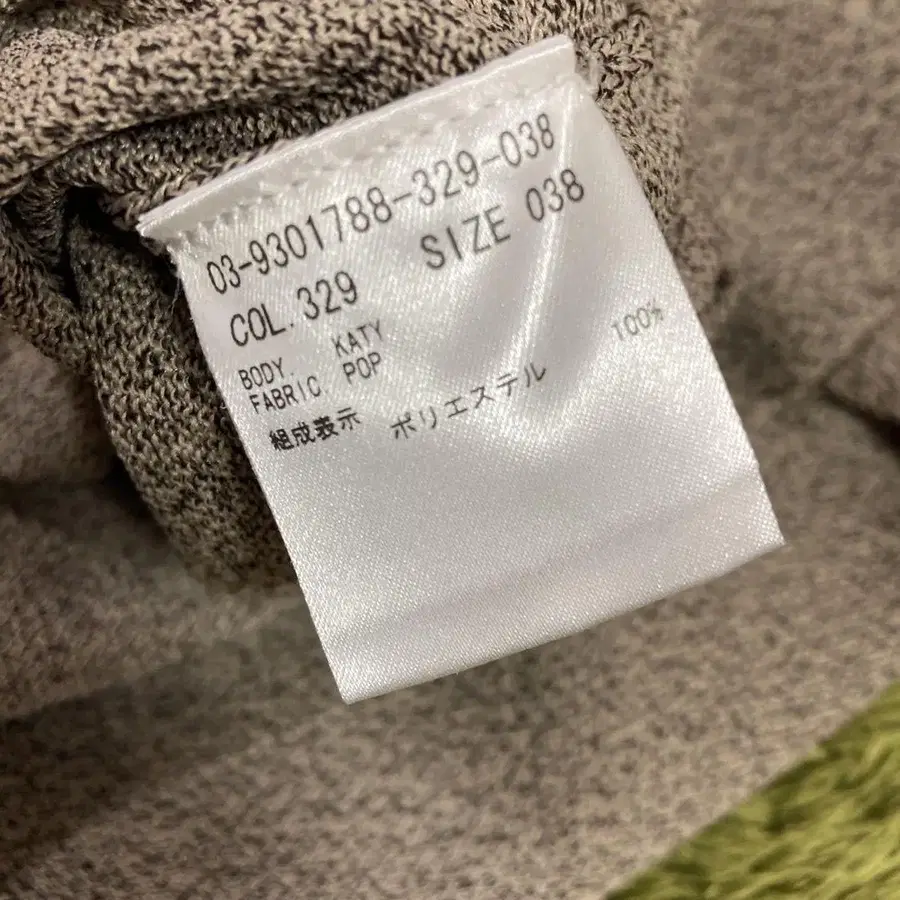 03-9301788-329-038
COL. 329 SIZE 038
BODY. KATY
FABRIC. POP
組成表示 ポリエステル 100%